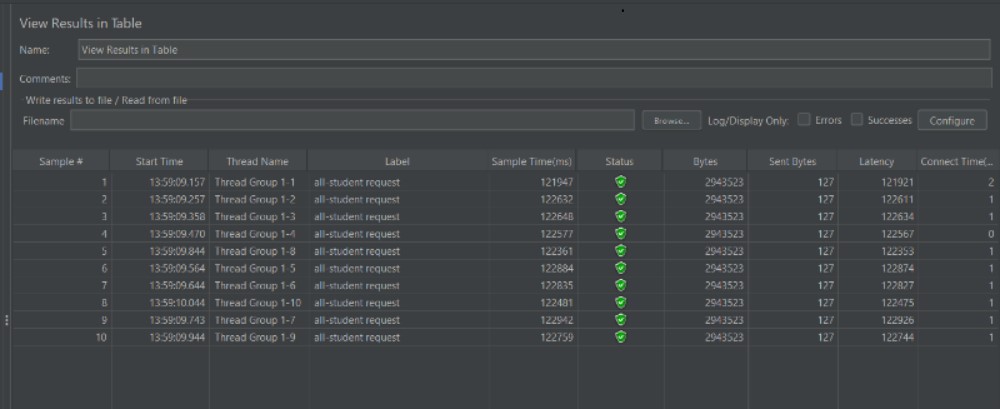 View Results in Table
Name: View Results in Table
Comments:
Write results to file / Read from file
Filename Browse... Log/Display Only: Errors Successes Configure
Sample # Start Time Thread Name Label Sample Time(ms) Status Bytes Sent Bytes Latency Connect Time(...
1 13:59:09.157 Thread Group 1-1 all-student request 121947 2943523 127 121921 2
2 13:59:09.257 Thread Group 1-2 all-student request 122632 2943523 127 122611 1
3 13:59:09.358 Thread Group 1-3 all-student request 122648 2943523 127 122634 1
4 13:59:09.470 Thread Group 1-4 all-student request 122577 2943523 127 122567 0
5 13:59:09.844 Thread Group 1-8 all-student request 122361 2943523 127 122353 1
6 13:59:09.564 Thread Group 1-5 all-student request 122884 2943523 127 122874 1
7 13:59:09.644 Thread Group 1-6 all-student request 122835 2943523 127 122827 1
8 13:59:10.044 Thread Group 1-10 all-student request 122481 2943523 127 122475 1
9 13:59:09.743 Thread Group 1-7 all-student request 122942 2943523 127 122926 1
10 13:59:09.944 Thread Group 1-9 all-student request 122759 2943523 127 122744 1